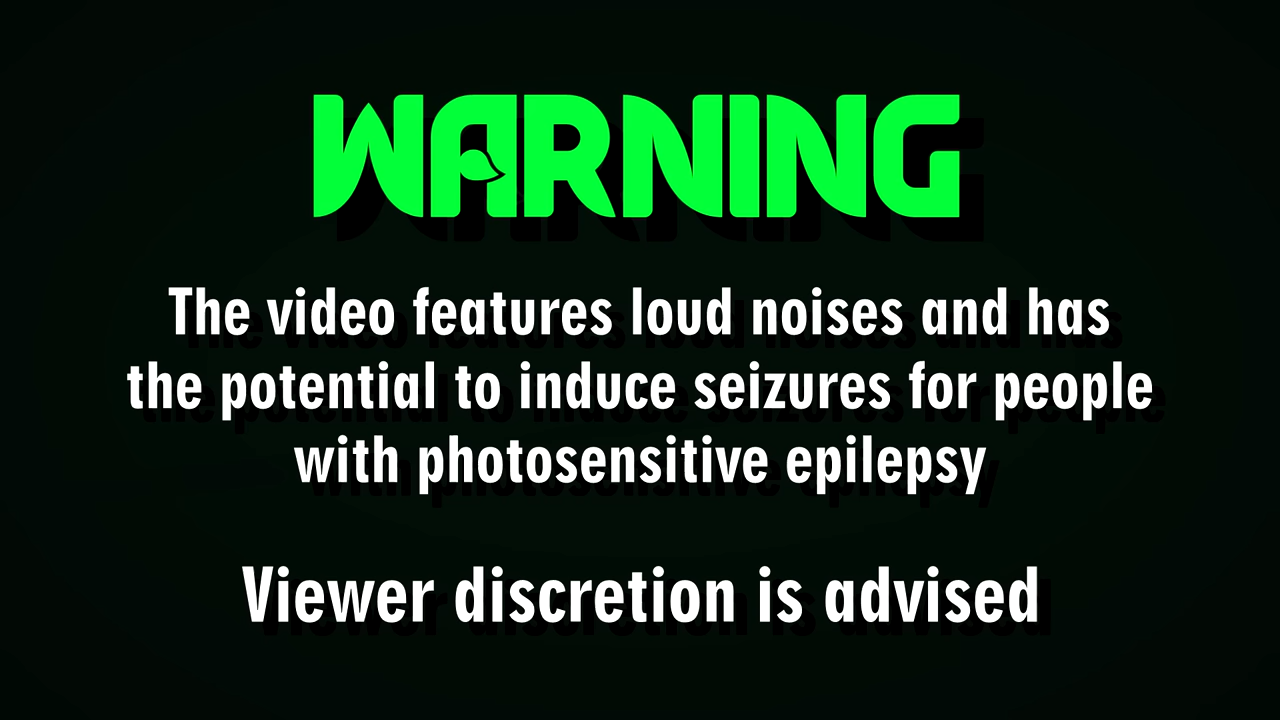 WARNING
The video features loud noises and has
the potential to induce seizures for people
with photosensitive epilepsy
Viewer discretion is advised